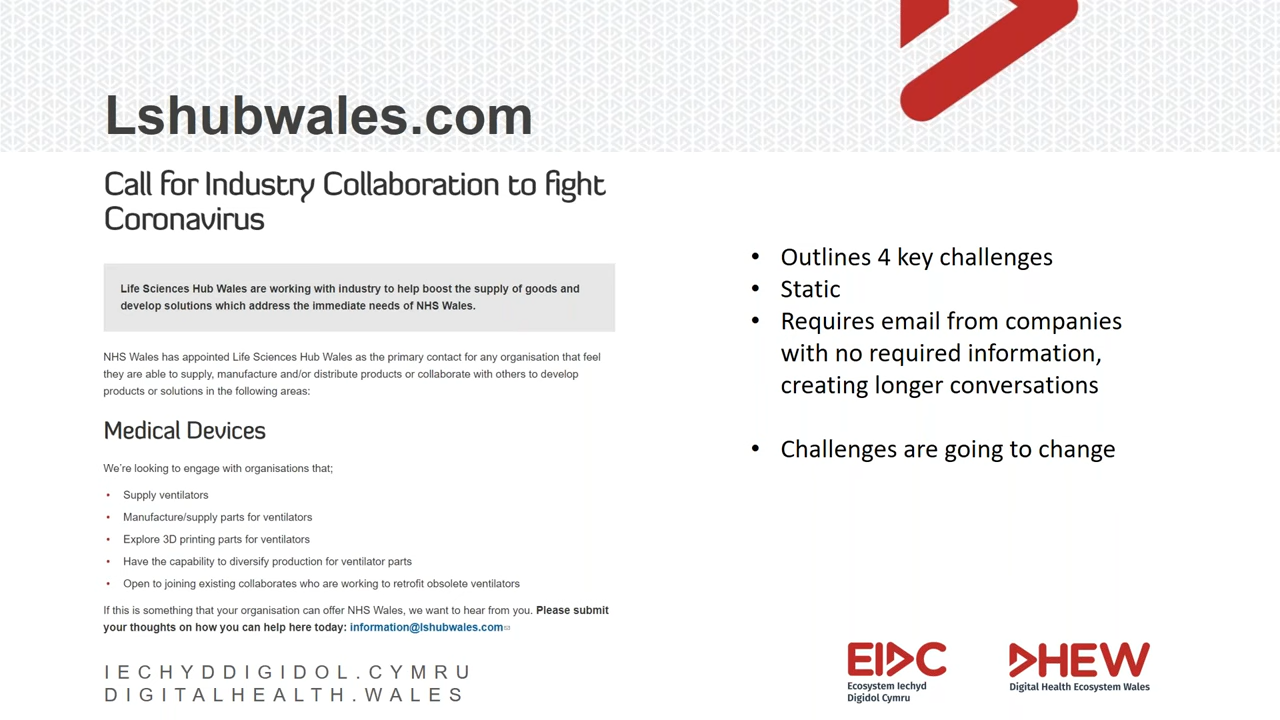 Lshubwales.com
Call for Industry Collaboration to fight
Coronavirus
Life Sciences Hub Wales are working with industry to help boost the supply of goods and
develop solutions which address the immediate needs of NHS Wales.
NHS Wales has appointed Life Sciences Hub Wales as the primary contact for any organisation that feel
they are able to supply, manufacture and/or distribute products or collaborate with others to develop
products or solutions in the following areas:
Medical Devices
We're looking to engage with organisations that;
• Supply ventilators
• Manufacture/supply parts for ventilators
• Explore 3D printing parts for ventilators
• Have the capability to diversify production for ventilator parts
• Open to joining existing collaborates who are working to retrofit obsolete ventilators
If this is something that your organisation can offer NHS Wales, we want to hear from you. Please submit
your thoughts on how you can help here today: information@lshubwales.com
• Outlines 4 key challenges
• Static
• Requires email from companies
with no required information,
creating longer conversations
• Challenges are going to change
IECHYDDIGIDOL.CYMRU
DIGITALHEALTH.WALES
EIDC
Ecosystem Iechyd
Digidol Cymru
DHEW
Digital Health Ecosystem Wales